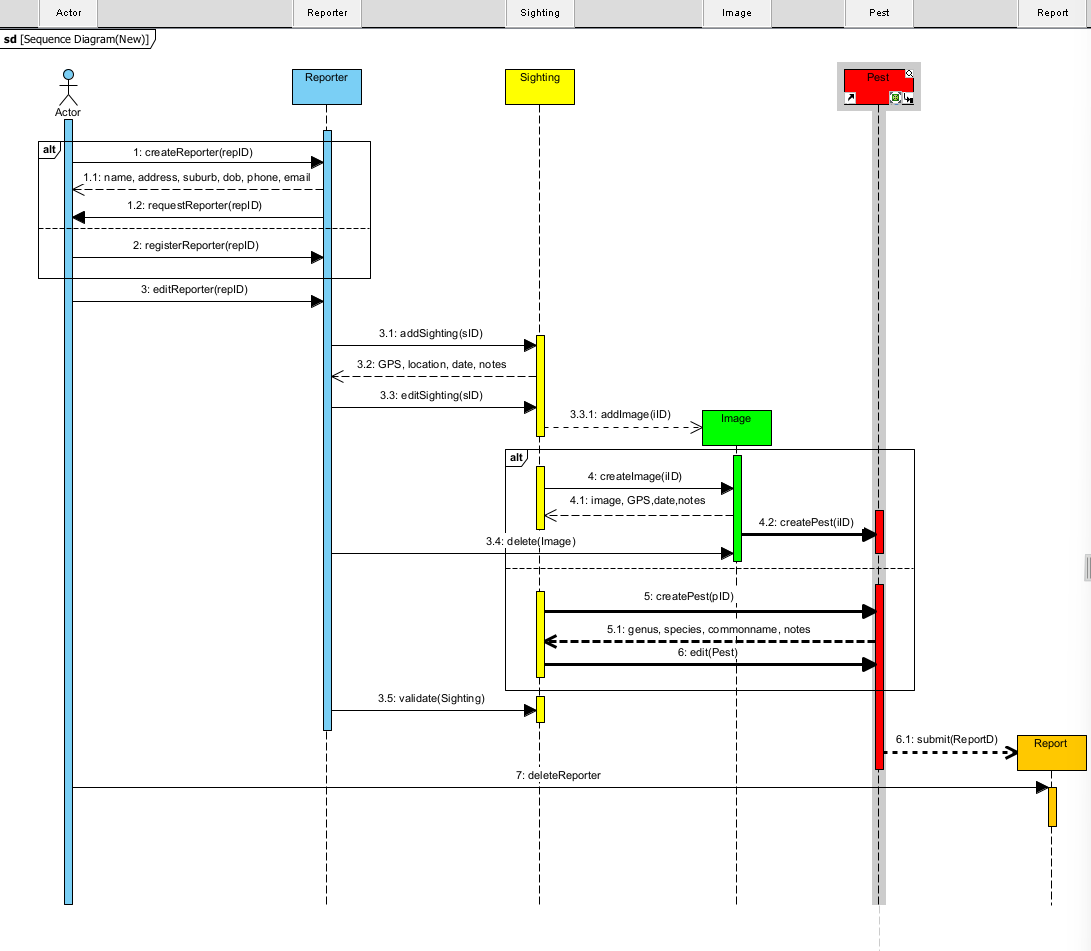 Actor
Reporter
Sighting
Image
Pest
Report
sd [Sequence Diagram(New)]
Reporter
Sighting
Pest
Actor
alt
1: createReporter(repID)
1.1: name, address, suburb, dob, phone, email
1.2: requestReporter(repID)
2: registerReporter(repID)
3: editReporter(repID)
3.1: addSighting(sID)
3.2: GPS, location, date, notes
3.3: editSighting(sID)
3.3.1: addImage(iID)
Image
alt
4: createImage(iID)
4.1: image, GPS,date,notes
4.2: createPest(iID)
3.4: delete(Image)
5: createPest(pID)
5.1: genus, species, commonname, notes
6: edit(Pest)
3.5: validate(Sighting)
6.1: submit(ReportD)
Report
7: deleteReporter